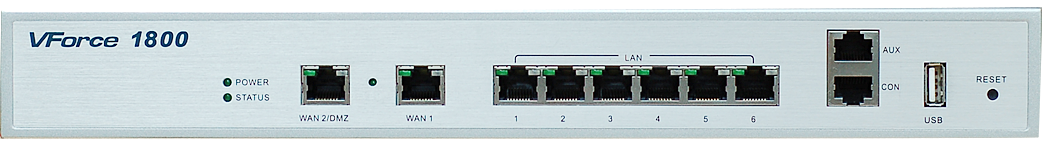 VForce 1800
POWER
STATUS
WAN 2/DMZ
WAN 1
LAN
1 2 3 4 5 6
AUX
CON
USB
RESET